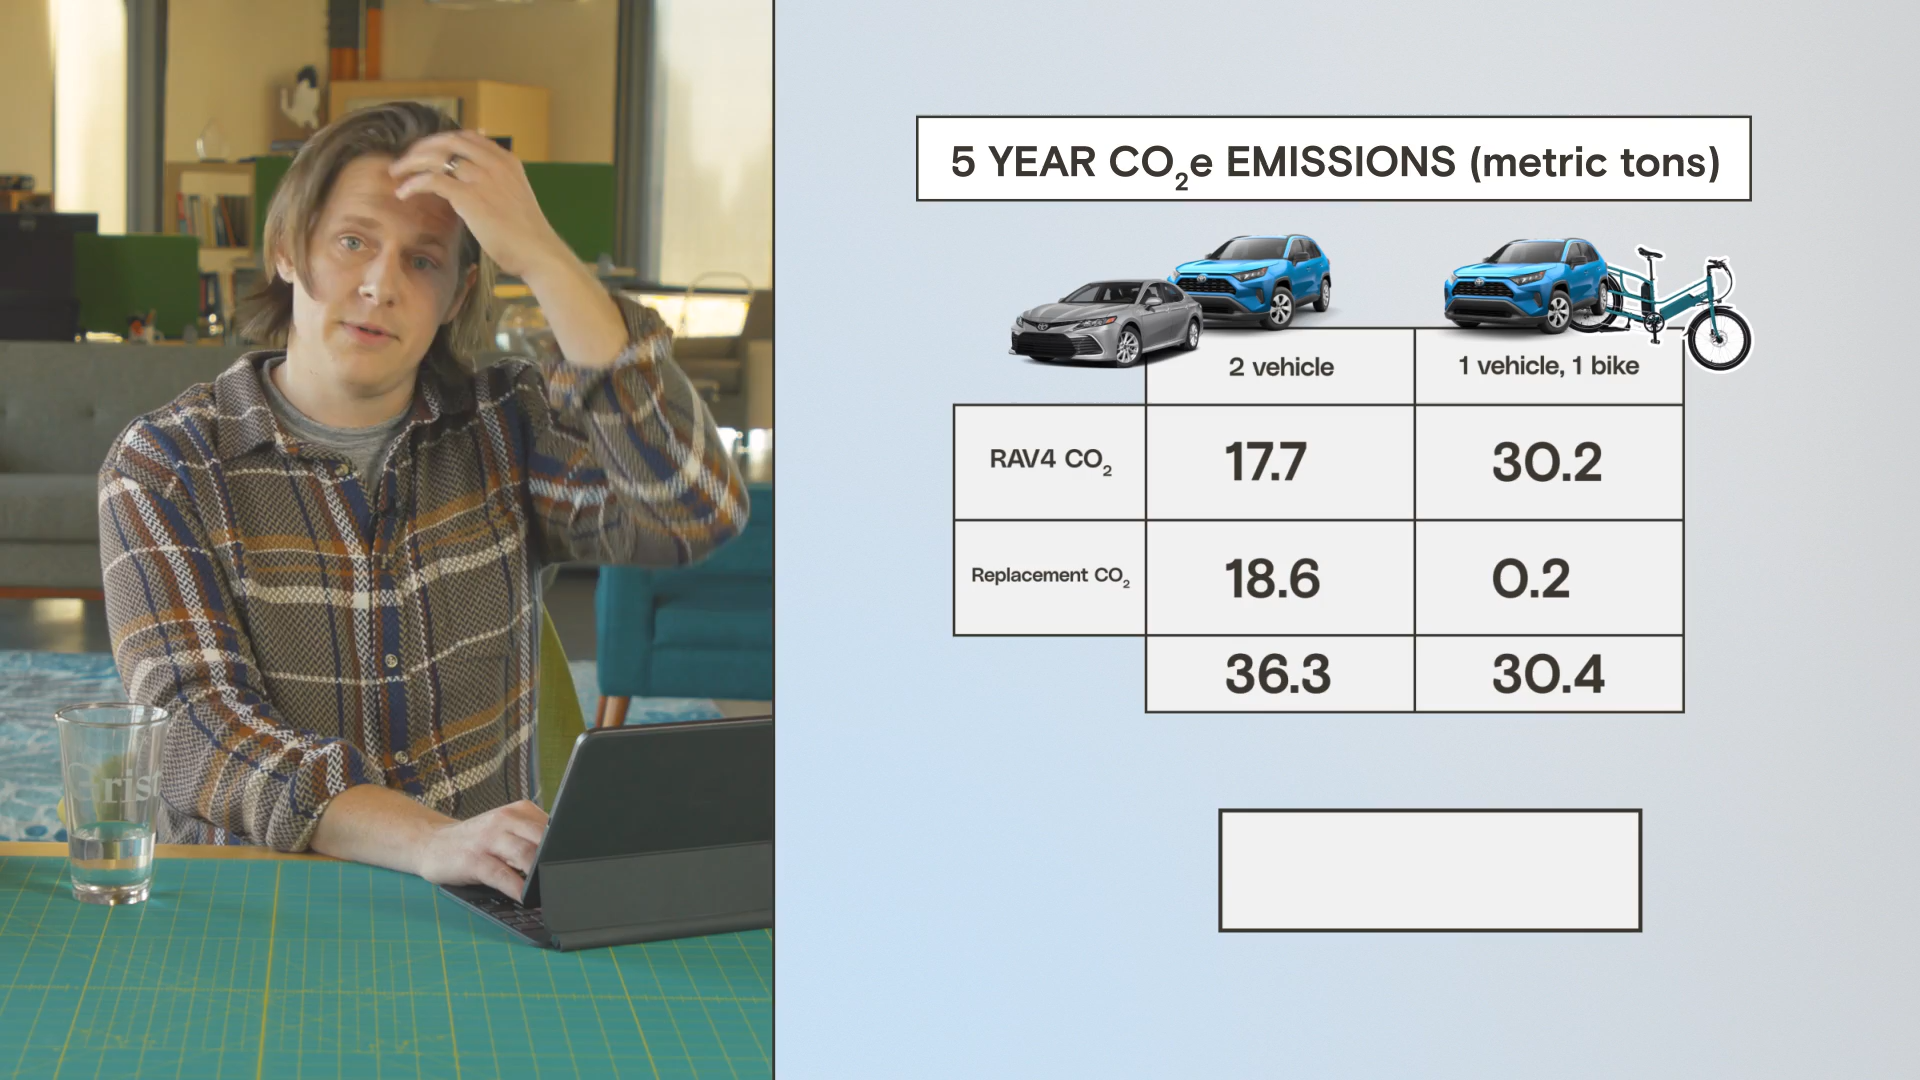 5 YEAR CO₂e EMISSIONS (metric tons)
2 vehicle
1 vehicle, 1 bike
RAV4 CO₂
17.7
30.2
Replacement CO₂
18.6
0.2
36.3
30.4
Gris